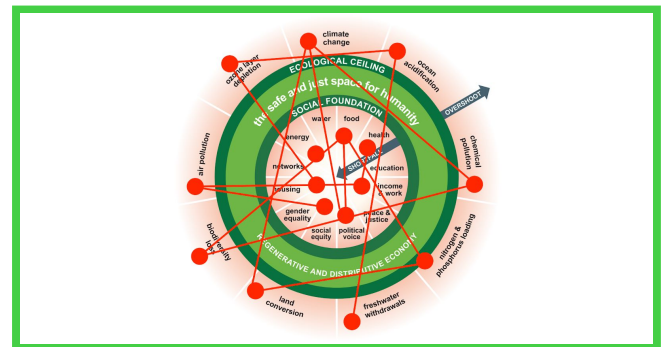 climate
change
ozone layer
depletion
ocean
acidification
ECOLOGICAL CEILING
the safe and just space for humanity
OVERSHOOT
SOCIAL FOUNDATION
water
food
energy
health
networks
education
housing
income
& work
gender
equality
peace &
justice
social
equity
political
voice
air pollution
chemical
pollution
biodiversity
nitrogen &
phosphorus loading
REGENERATIVE AND DISTRIBUTIVE ECONOMY
land
conversion
freshwater
withdrawals